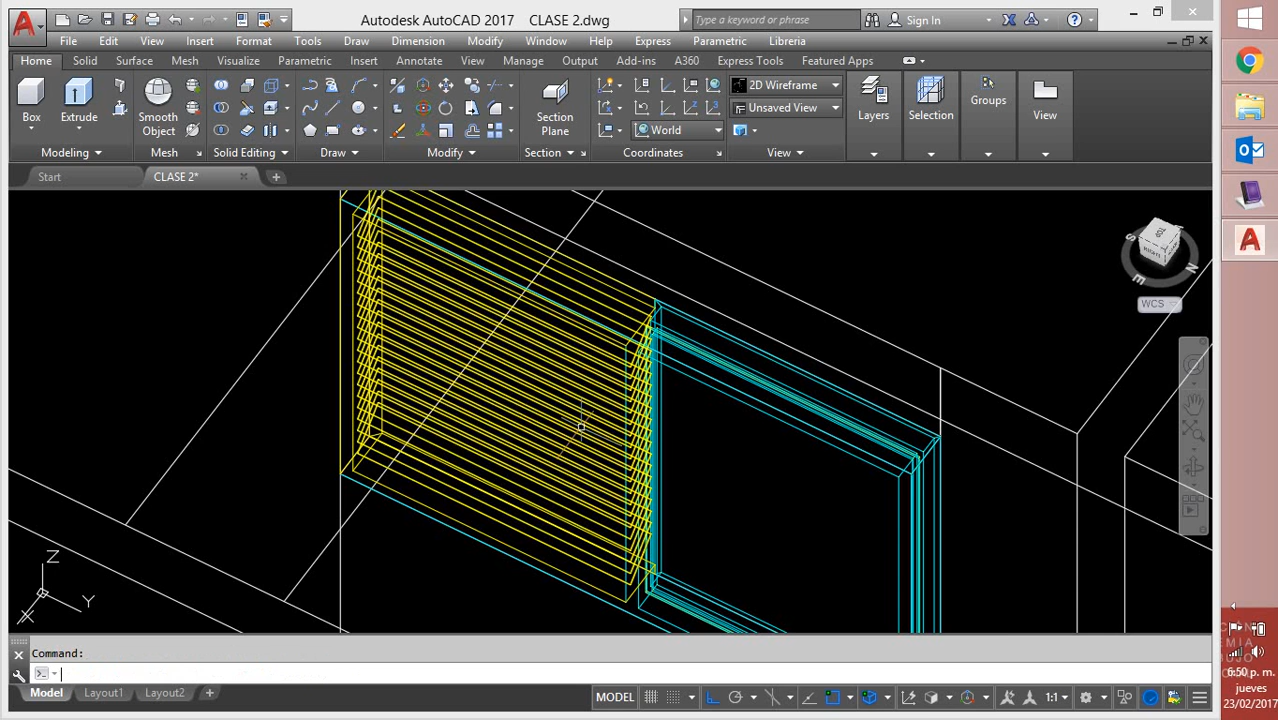 Autodesk AutoCAD 2017 CLASE 2.dwg
Type a keyword or phrase
Sign In
File Edit View Insert Format Tools Draw Dimension Modify Window Help Express Parametric Libreria
Home Solid Surface Mesh Visualize Parametric Insert Annotate View Manage Output Add-ins A360 Express Tools Featured Apps
2D Wireframe
Unsaved View
World
Box
Extrude
Smooth
Object
Section
Plane
Layers
Selection
Groups
View
Modeling Mesh Solid Editing Draw Modify Section Coordinates View
Start CLASE 2*
S
N
E
WCS
Z
Y
X
Command:
Model Layout1 Layout2
MODEL
1:1
6:50 p. m.
jueves
23/02/2017